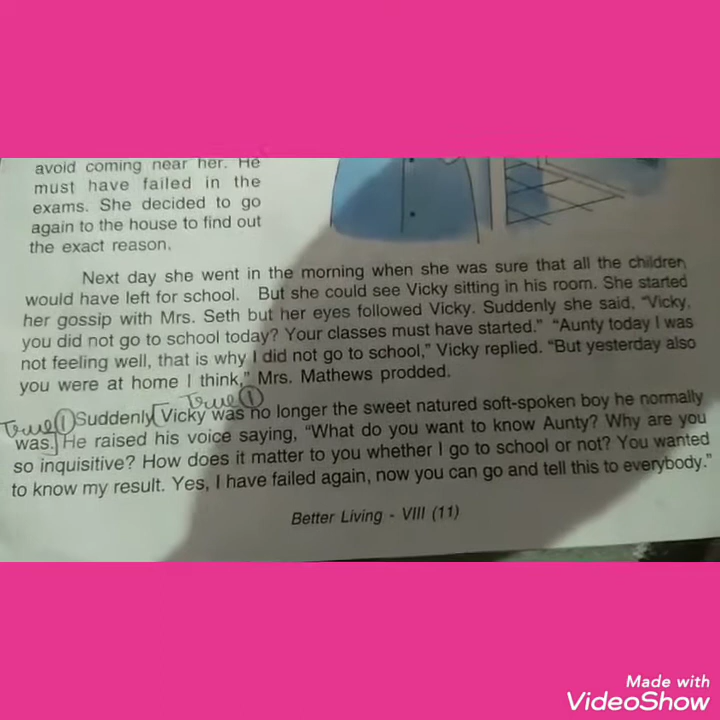 avoid coming near her. He
must have failed in the
exams. She decided to go
again to the house to find out
the exact reason.
Next day she went in the morning when she was sure that all the children
would have left for school. But she could see Vicky sitting in his room. She started
her gossip with Mrs. Seth but her eyes followed Vicky. Suddenly she said, "Vicky,
you did not go to school today? Your classes must have started." "Aunty today I was
not feeling well, that is why I did not go to school," Vicky replied. "But yesterday also
you were at home I think," Mrs. Mathews prodded.
True 1
True 1 Suddenly [Vicky was no longer the sweet natured soft-spoken boy he normally
was.] He raised his voice saying, "What do you want to know Aunty? Why are you
so inquisitive? How does it matter to you whether I go to school or not? You wanted
to know my result. Yes, I have failed again, now you can go and tell this to everybody."
Better Living - VIII (11)
Made with
VideoShow